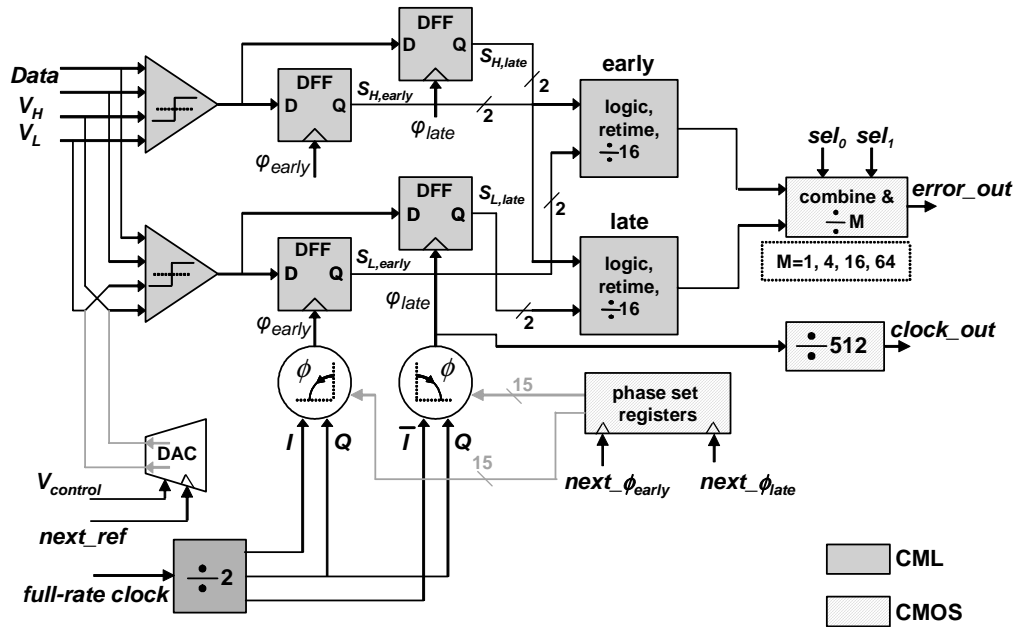 Data
V_H
V_L
DFF
D Q
S_H,early
φ_early
DFF
D Q
S_H,late
φ_late
2
2
early
logic,
retime,
÷16
2
sel_0 sel_1
combine &
÷ M
error_out
M=1, 4, 16, 64
DFF
D Q
S_L,early
φ_early
DFF
D Q
S_L,late
φ_late
2
late
logic,
retime,
÷16
÷ 512
clock_out
ϕ
ϕ
15
phase set
registers
15
next_ϕ_early
next_ϕ_late
I Q
I̅ Q
DAC
V_control
next_ref
full-rate clock
÷ 2
CML
CMOS